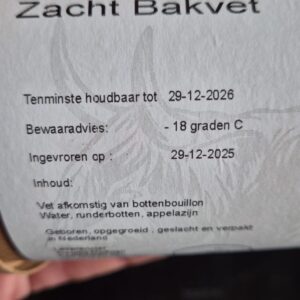 Zacht Bakvet
Tenminste houdbaar tot 29-12-2026
Bewaaradvies: - 18 graden C
Ingevroren op : 29-12-2025
Inhoud:
Vet afkomstig van bottenbouillon
Water, runderbotten, appelazijn
Geboren, opgegroeid , geslacht en verpakt
in Nederland